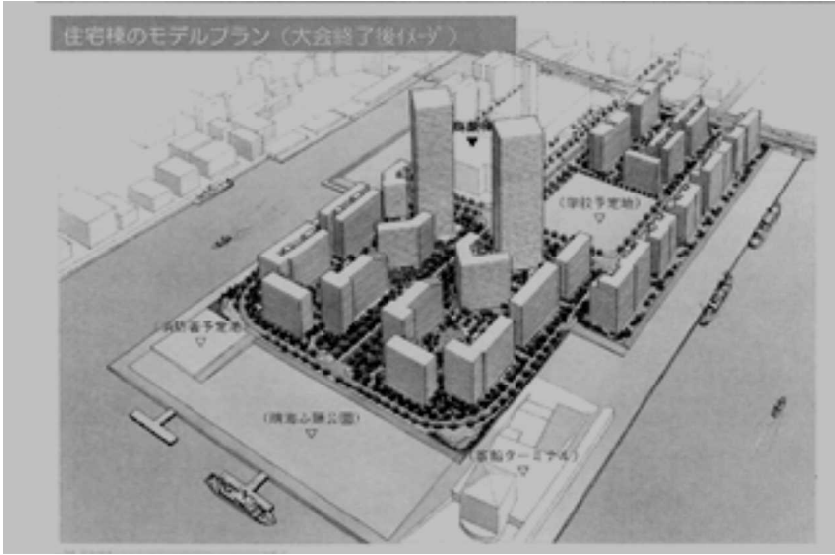 住宅棟のモデルプラン（大会終了後ｲﾒｰｼﾞ）
（学校予定地）
▽
（消防署予定地）
▽
（晴海ふ頭公園）
▽
（客船ターミナル）
▽